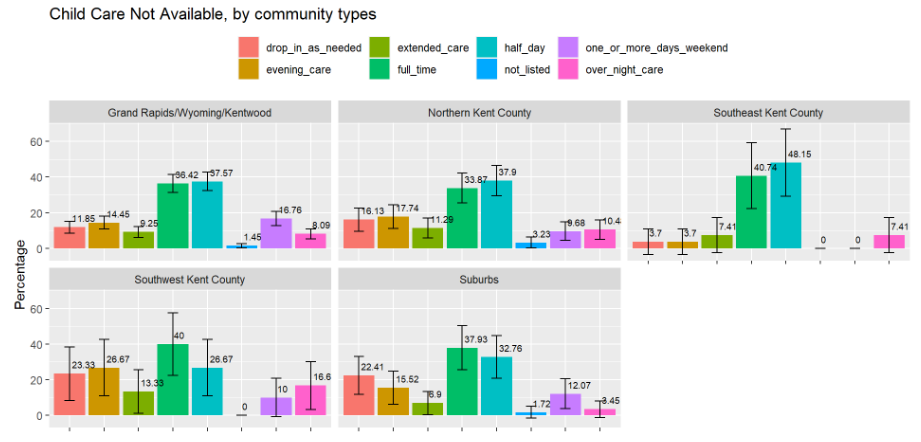 Child Care Not Available, by community types
drop_in_as_needed extended_care half_day one_or_more_days_weekend
evening_care full_time not_listed over_night_care
Grand Rapids/Wyoming/Kentwood Northern Kent County Southeast Kent County
60
40
20
0
11.85 14.45 9.25 36.42 37.57 1.45 16.76 8.09
16.13 17.74 11.29 33.87 37.9 3.23 9.68 10.4
3.7 3.7 7.41 40.74 48.15 0 0 7.41
Percentage
Southwest Kent County Suburbs
60
40
20
0
23.33 26.67 13.33 40 26.67 0 10 16.6
22.41 15.52 6.9 37.93 32.76 1.72 12.07 3.45